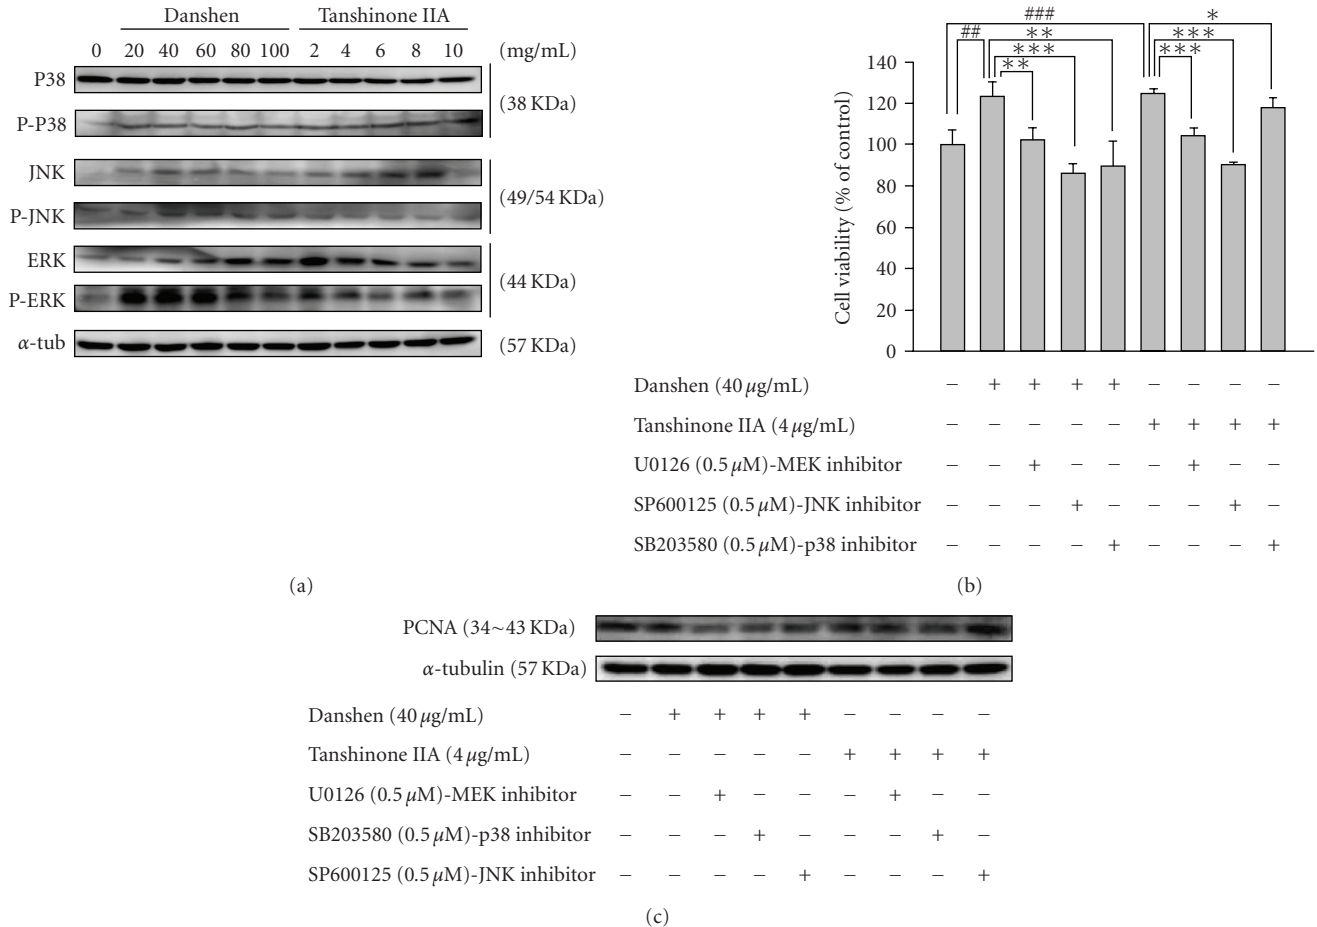 Danshen Tanshinone IIA
0 20 40 60 80 100 2 4 6 8 10 (mg/mL)
P38
P-P38
(38 KDa)
JNK
P-JNK
(49/54 KDa)
ERK
P-ERK
(44 KDa)
α-tub (57 KDa)
(a)
### *
## ** ***
*** ***
**
Cell viability (% of control)
140
120
100
80
60
40
20
0
Danshen (40 μg/mL) − + + + + − − − −
Tanshinone IIA (4 μg/mL) − − − − − + + + +
U0126 (0.5 μM)-MEK inhibitor − − + − − − + − −
SP600125 (0.5 μM)-JNK inhibitor − − − + − − − + −
SB203580 (0.5 μM)-p38 inhibitor − − − − + − − − +
(b)
PCNA (34~43 KDa)
α-tubulin (57 KDa)
Danshen (40 μg/mL) − + + + + − − − −
Tanshinone IIA (4 μg/mL) − − − − − + + + +
U0126 (0.5 μM)-MEK inhibitor − − + − − − + − −
SB203580 (0.5 μM)-p38 inhibitor − − − + − − − + −
SP600125 (0.5 μM)-JNK inhibitor − − − − + − − − +
(c)